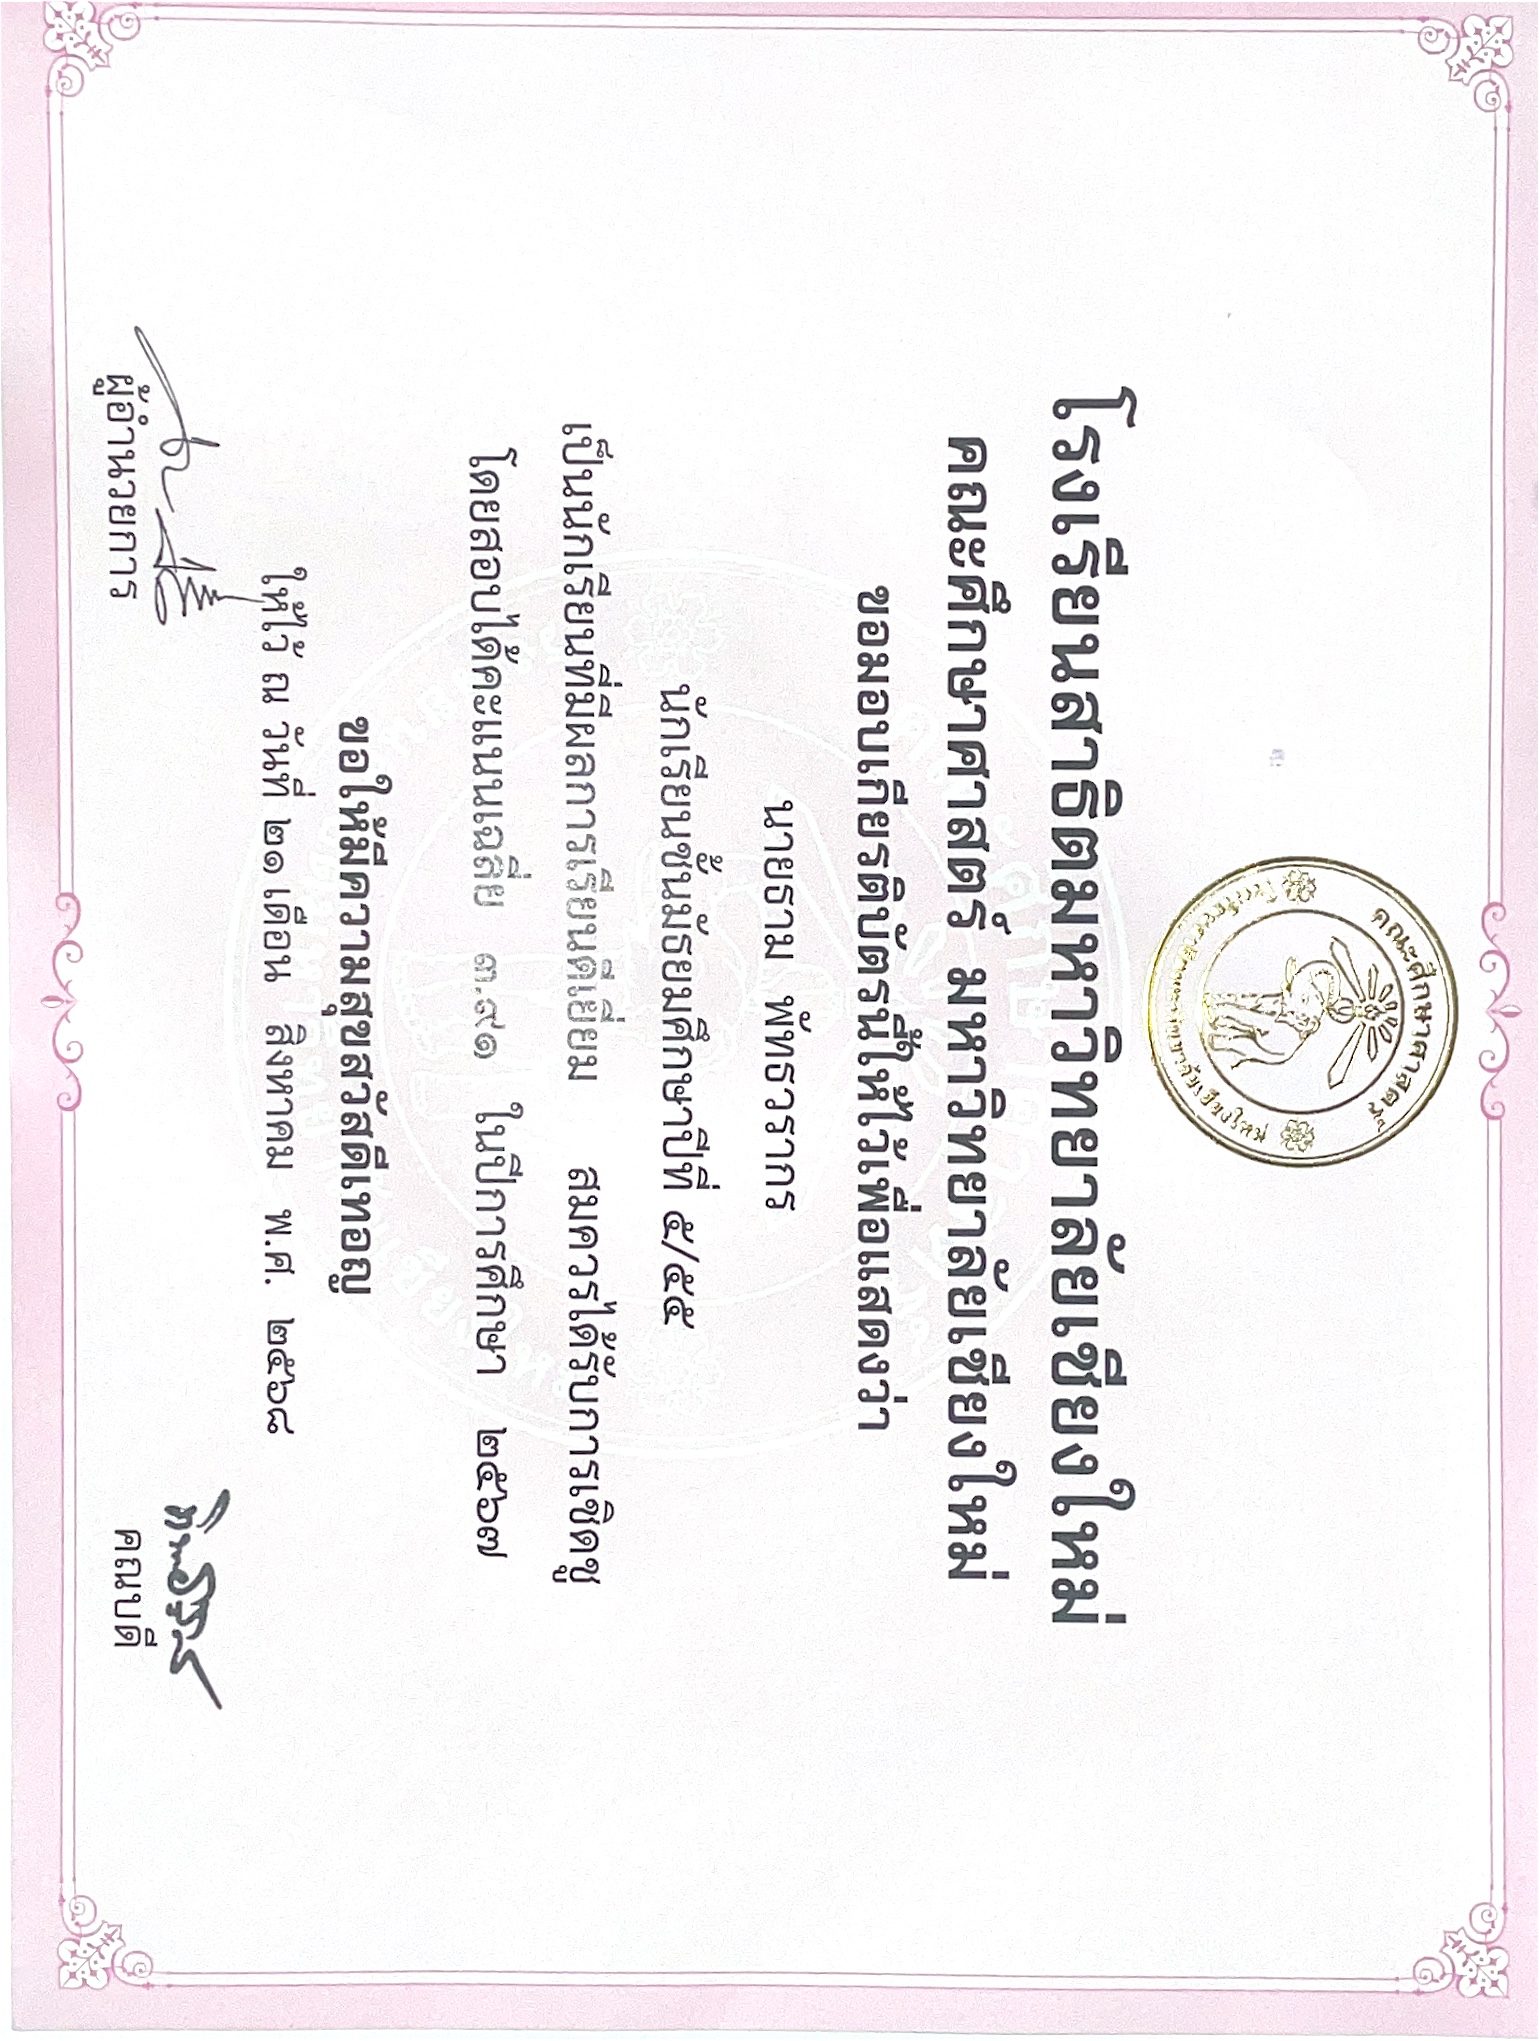 คณะศึกษาศาสตร์
โรงเรียนสาธิตมหาวิทยาลัยเชียงใหม่
โรงเรียนสาธิตมหาวิทยาลัยเชียงใหม่
คณะศึกษาศาสตร์ มหาวิทยาลัยเชียงใหม่
ขอมอบเกียรติบัตรนี้ให้ไว้เพื่อแสดงว่า
นายธาม พัทธวรากร
นักเรียนชั้นมัธยมศึกษาปีที่ ๕/๕๕
เป็นนักเรียนที่มีผลการเรียนดีเยี่ยม สมควรได้รับการเชิดชู
โดยสอบได้คะแนนเฉลี่ย ๓.๙๑ ในปีการศึกษา ๒๕๖๗
ขอให้มีความสุขสวัสดีเทอญ
ให้ไว้ ณ วันที่ ๒๑ เดือน สิงหาคม พ.ศ. ๒๕๖๘
ผู้อำนวยการ
คณบดี